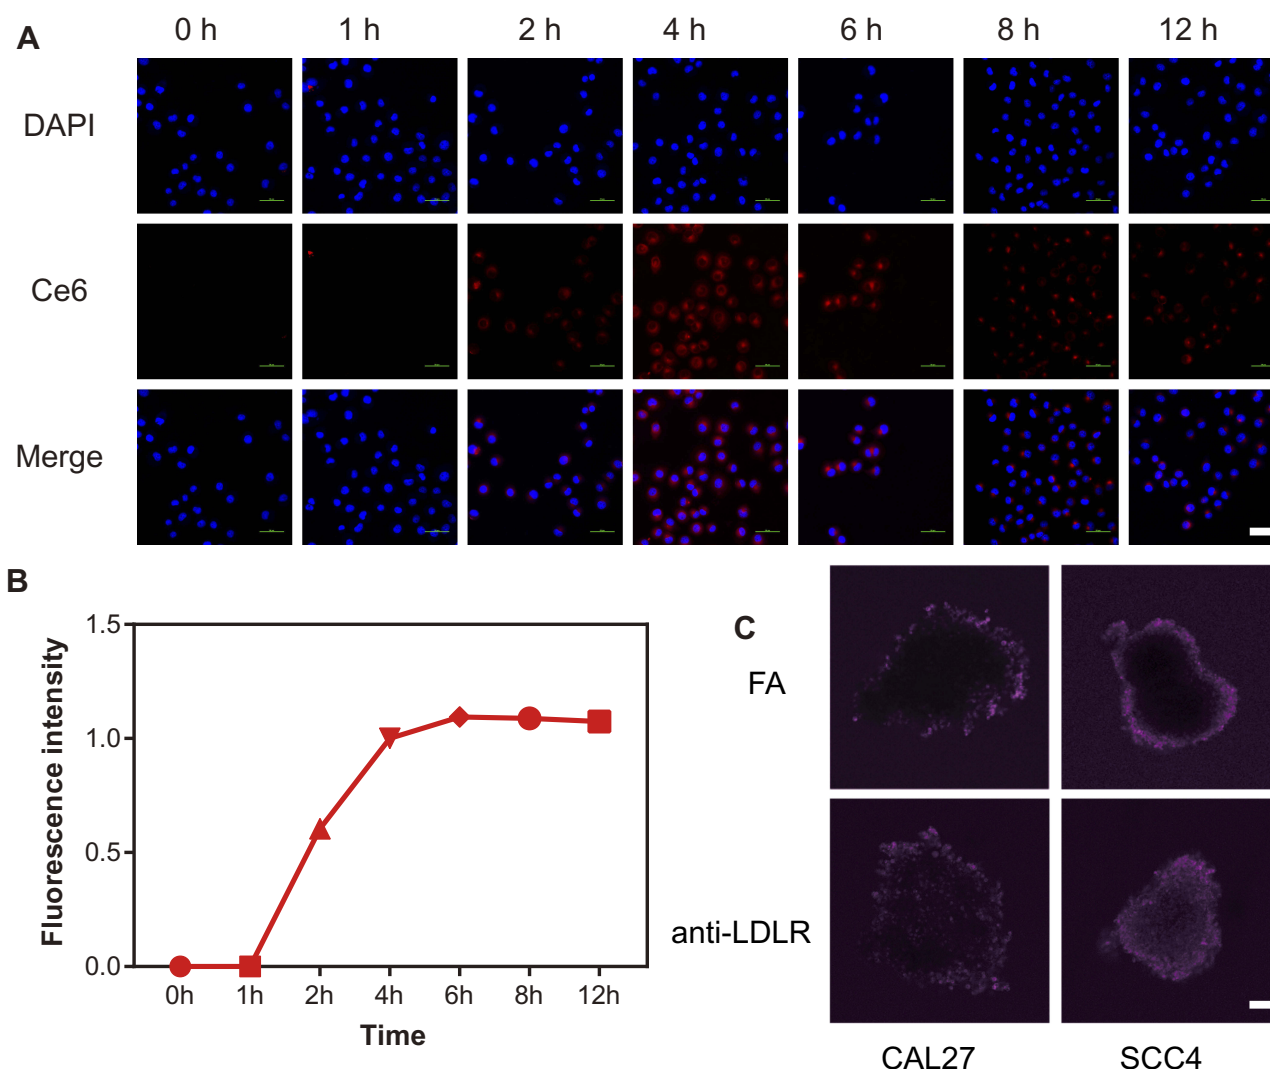 A
0 h 1 h 2 h 4 h 6 h 8 h 12 h
DAPI
Ce6
Merge
B
Fluorescence intensity
1.5
1.0
0.5
0.0
0h 1h 2h 4h 6h 8h 12h
Time
C
FA
anti-LDLR
CAL27 SCC4